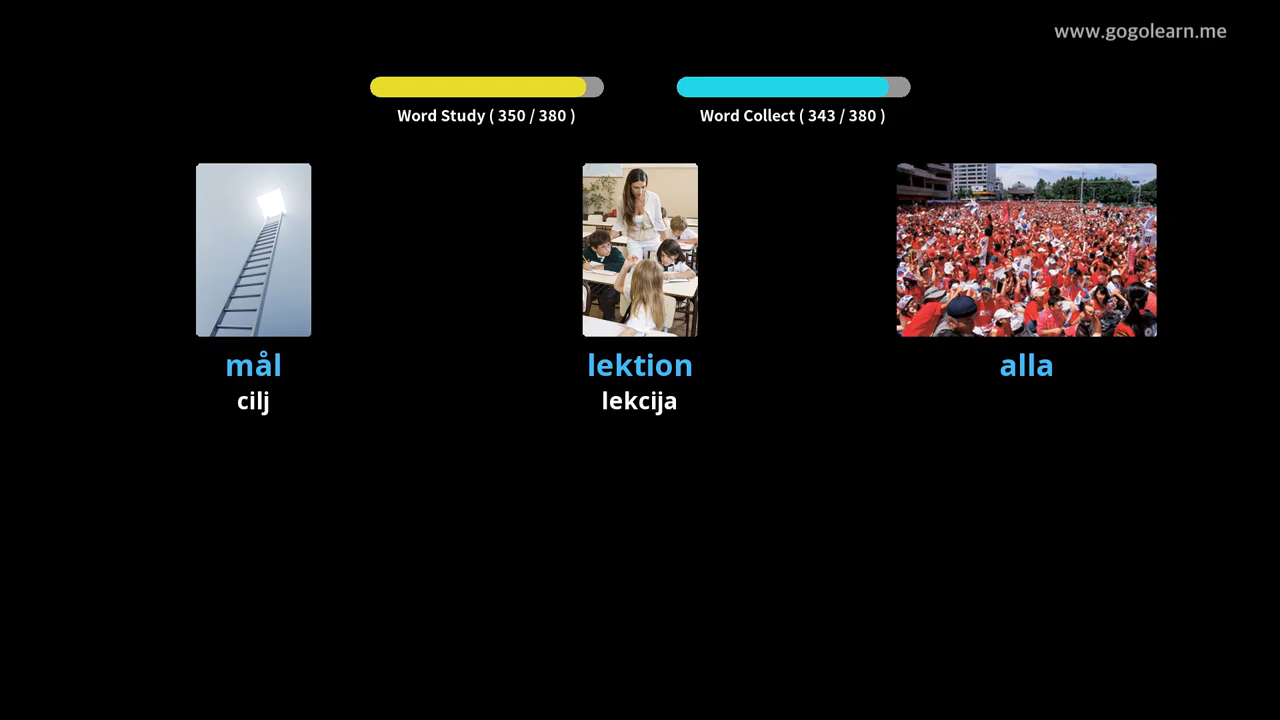 www.gogolearn.me
Word Study ( 350 / 380 )
Word Collect ( 343 / 380 )
mål
lektion
alla
cilj
lekcija